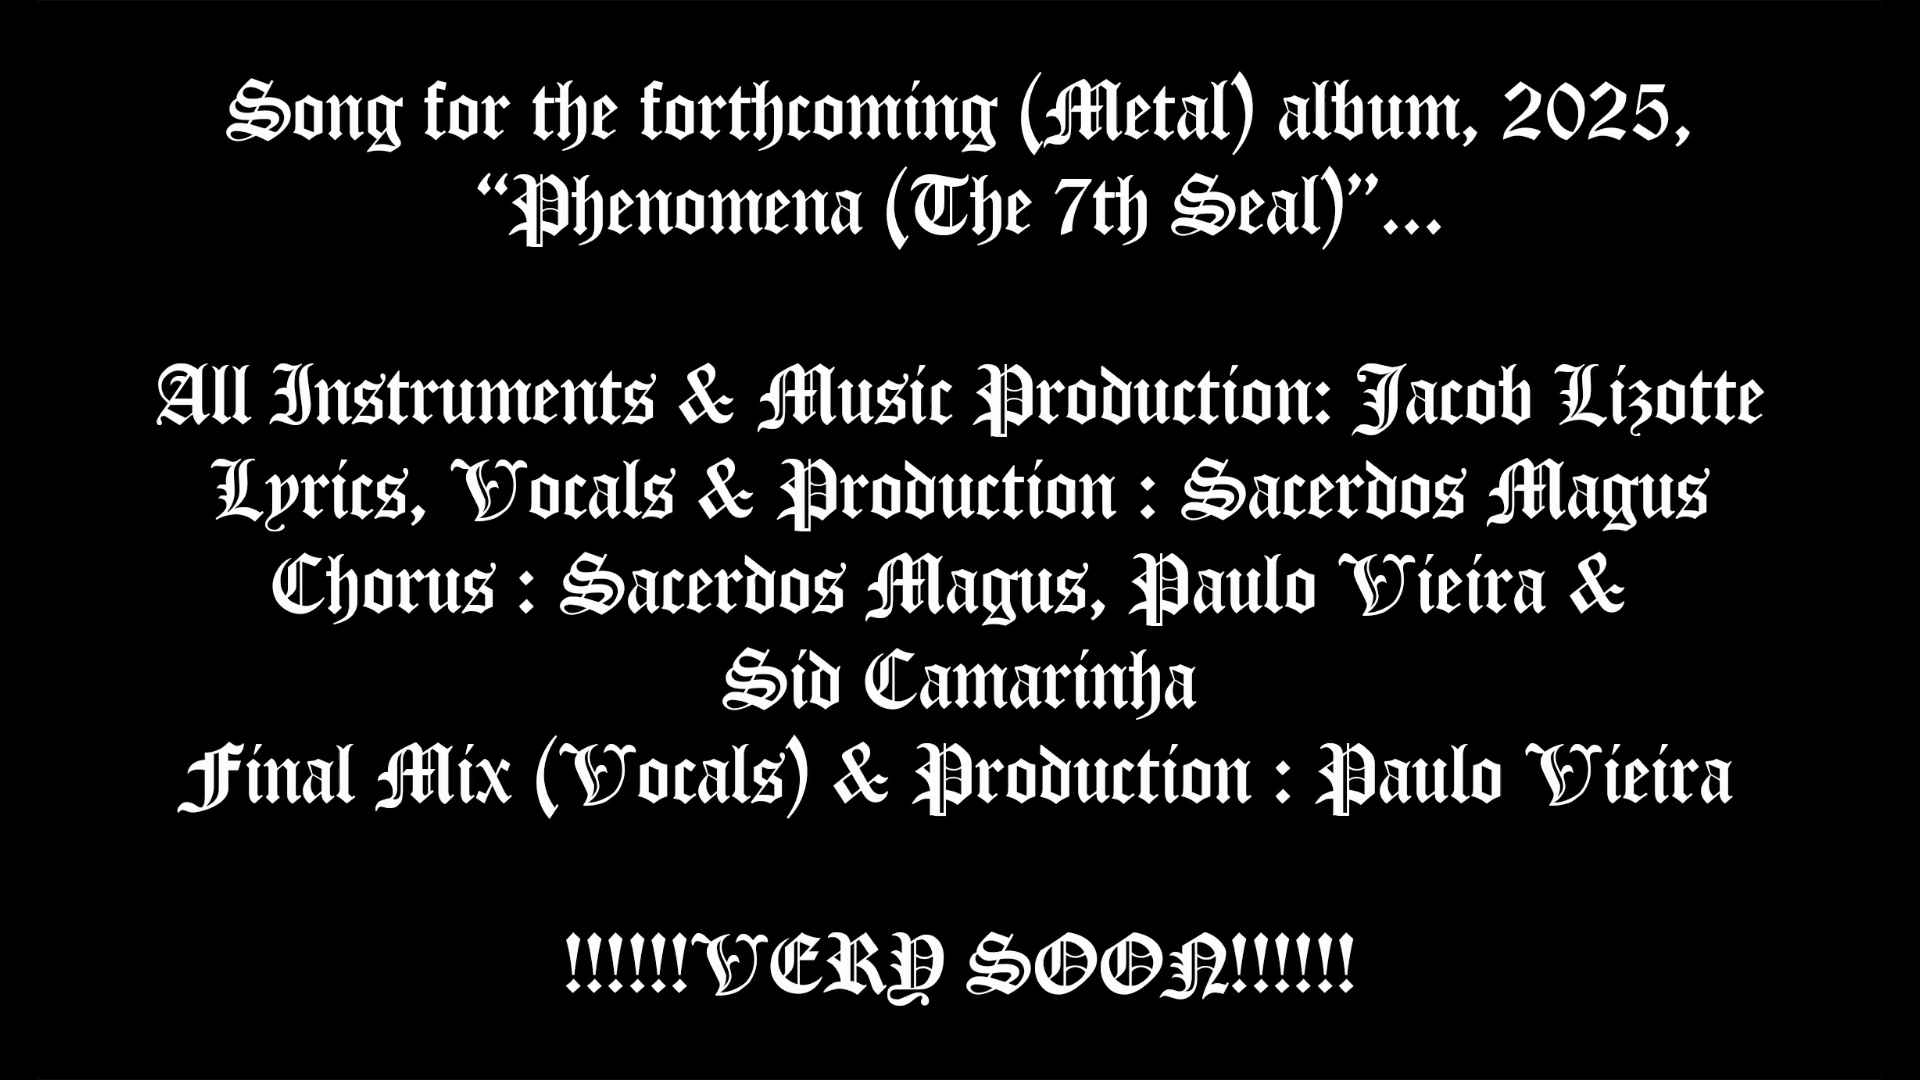 Song for the forthcoming (Metal) album, 2025,
“Phenomena (The 7th Seal)”...
All Instruments & Music Production: Jacob Lizotte
Lyrics, Vocals & Production : Sacerdos Magus
Chorus : Sacerdos Magus, Paulo Vieira &
Sid Camarinha
Final Mix (Vocals) & Production : Paulo Vieira
!!!!!!VERY SOON!!!!!!